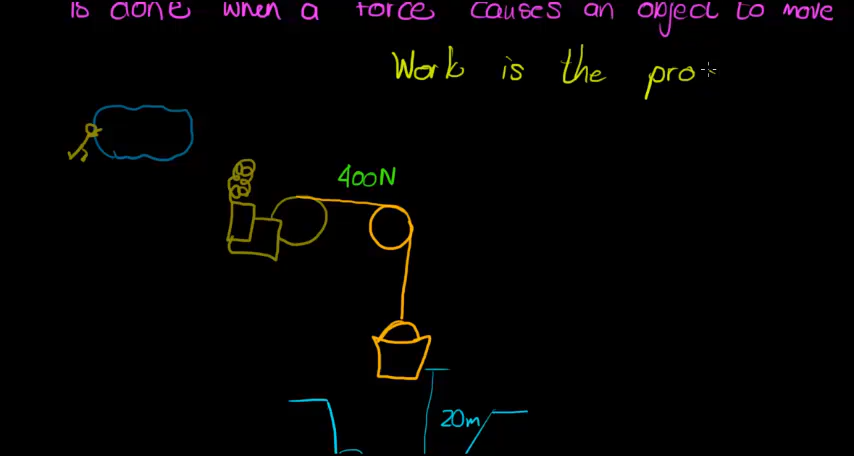 is done when a force causes an object to move
Work is the pro
400N
20m